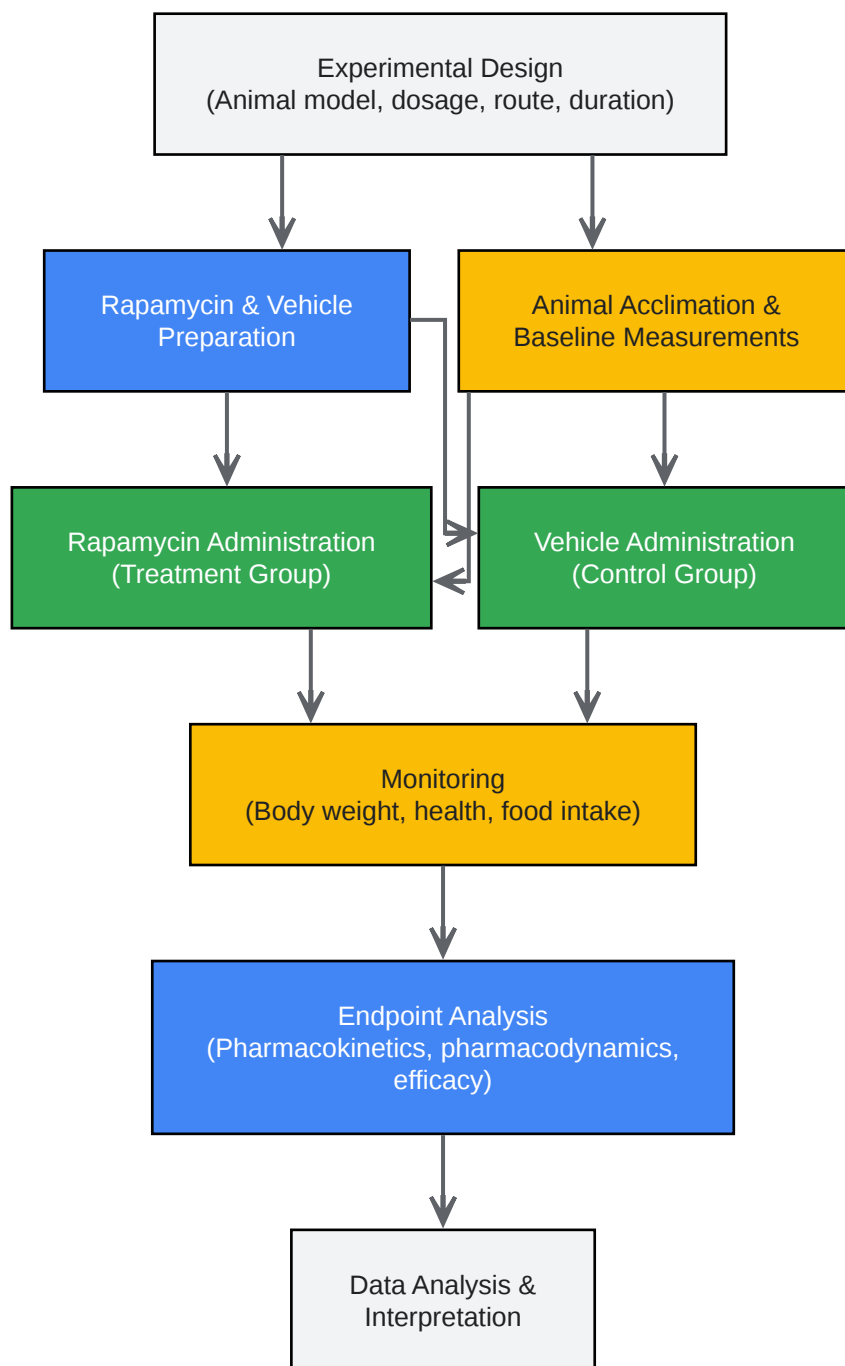 Experimental Design
(Animal model, dosage, route, duration)
Rapamycin & Vehicle
Preparation
Animal Acclimation &
Baseline Measurements
Rapamycin Administration
(Treatment Group)
Vehicle Administration
(Control Group)
Monitoring
(Body weight, health, food intake)
Endpoint Analysis
(Pharmacokinetics, pharmacodynamics,
efficacy)
Data Analysis &
Interpretation